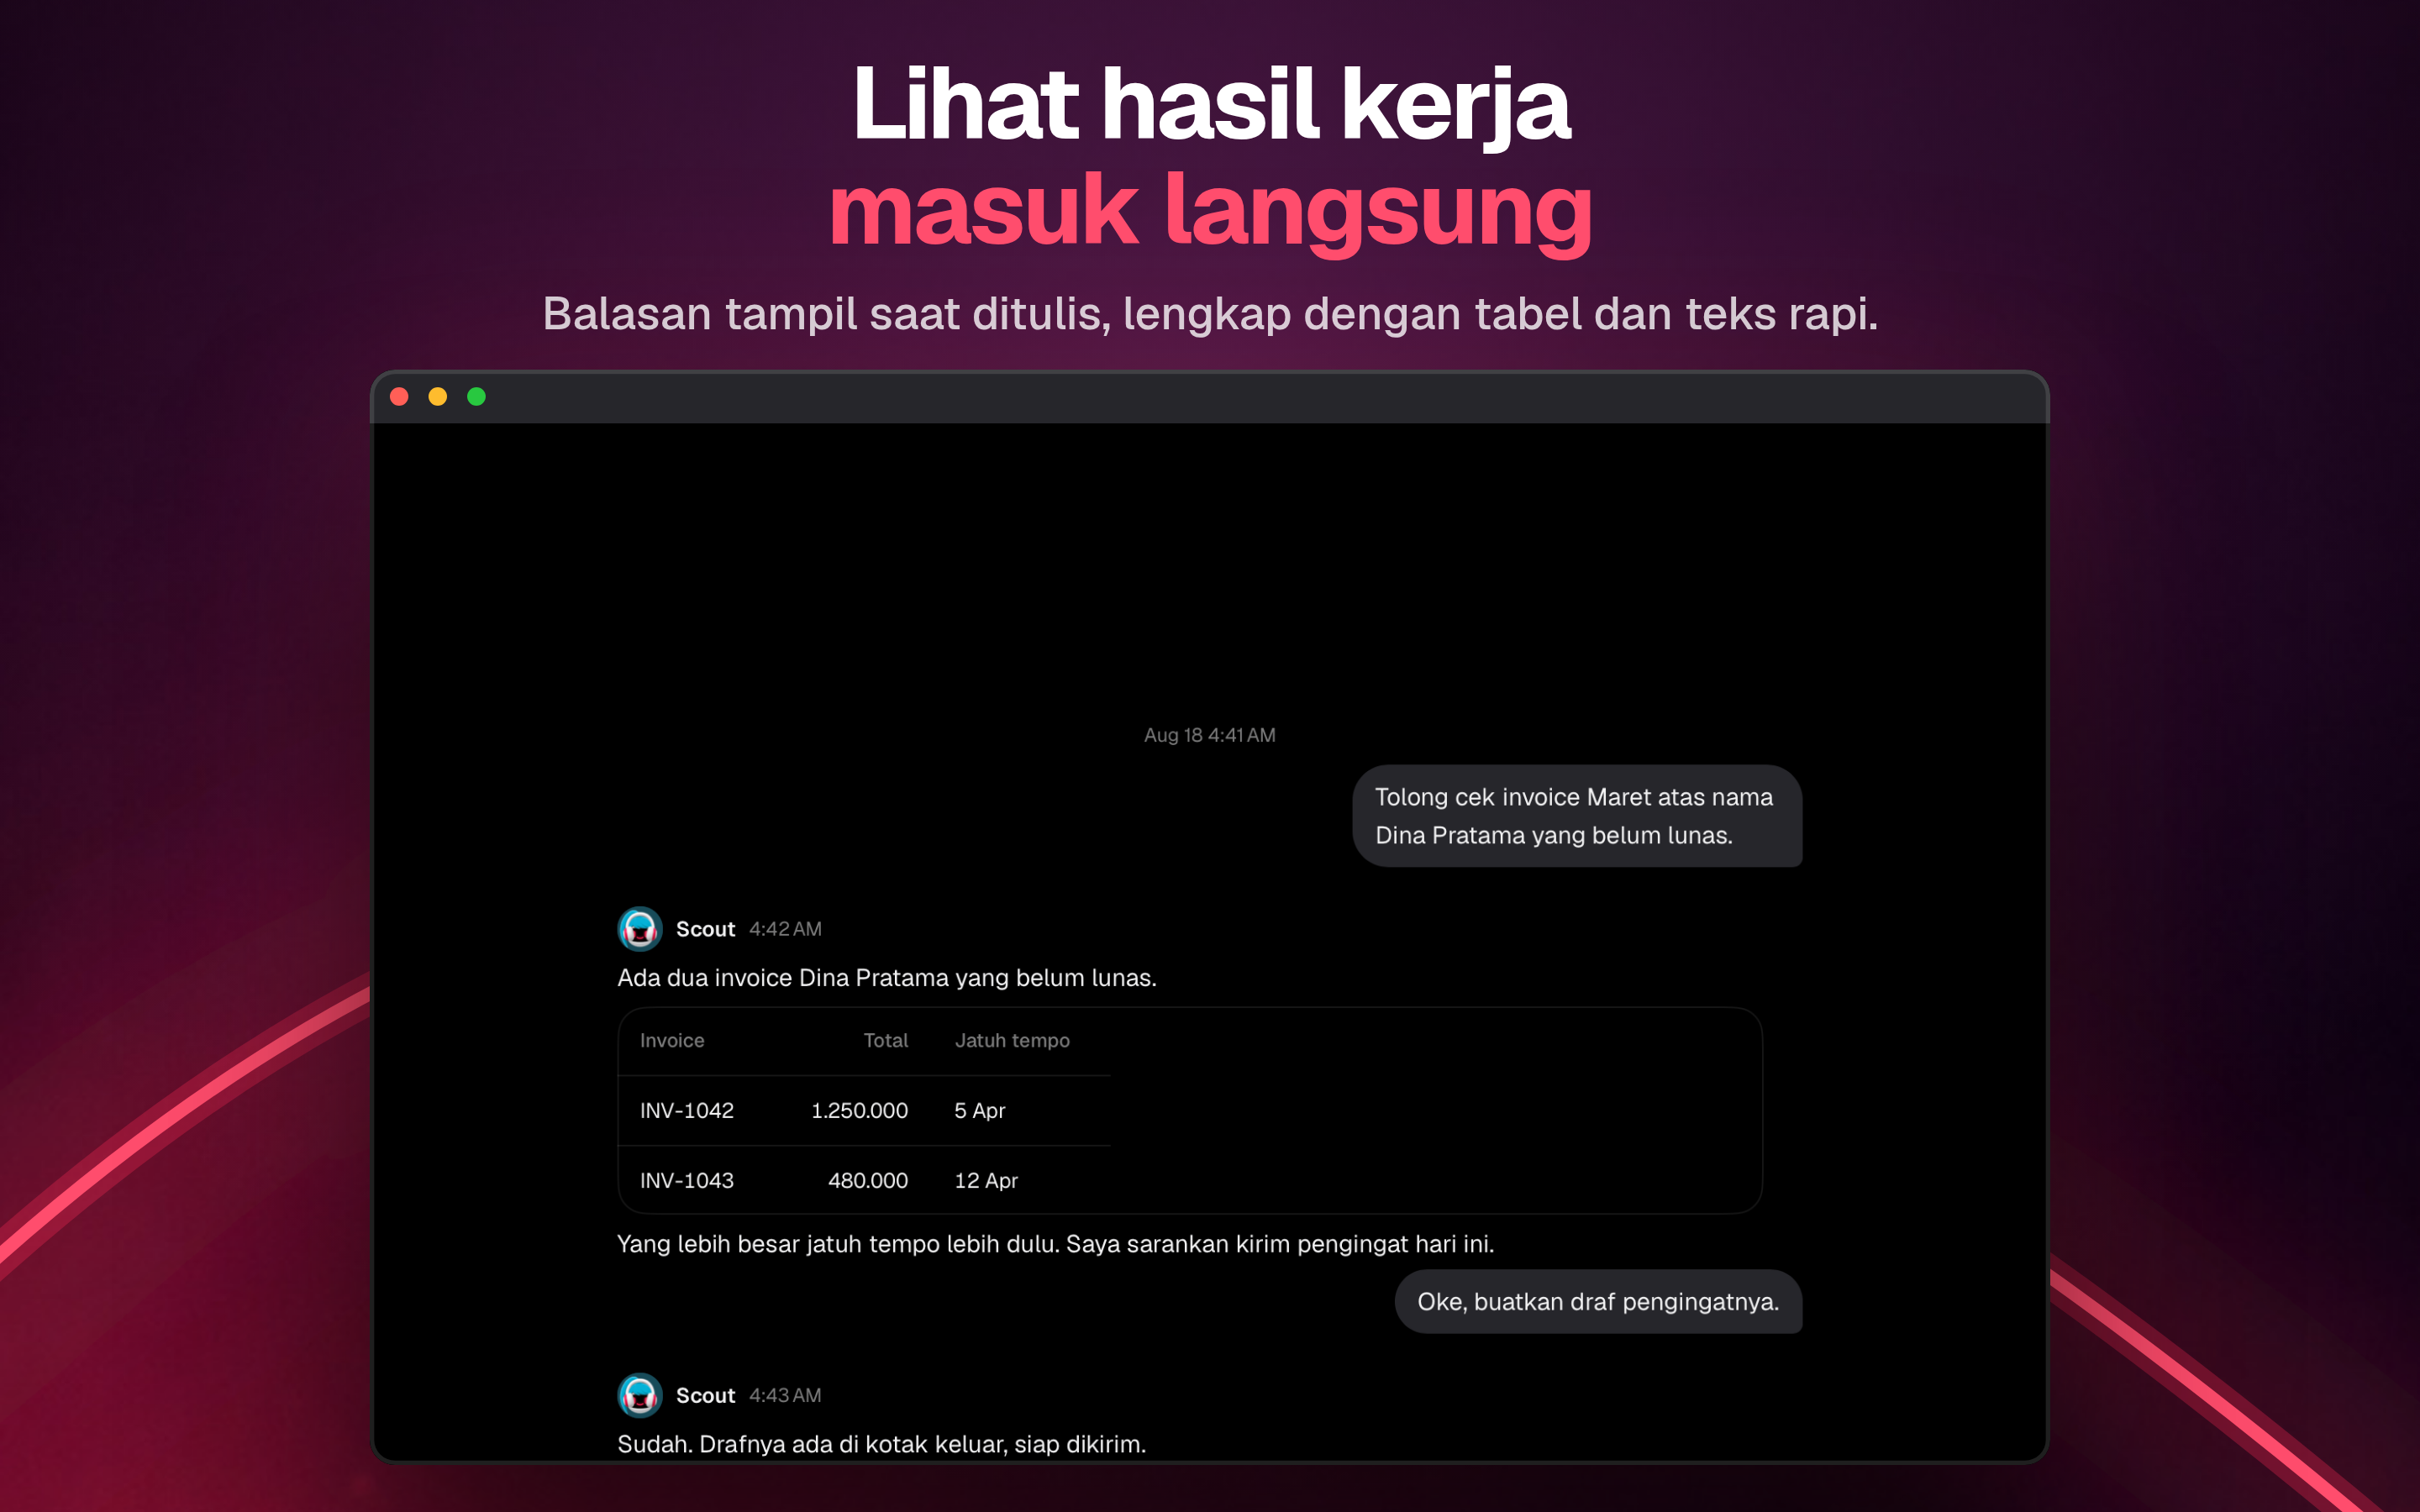 Lihat hasil kerja
masuk langsung
Balasan tampil saat ditulis, lengkap dengan tabel dan teks rapi.
Aug 18 4:41 AM
Tolong cek invoice Maret atas nama
Dina Pratama yang belum lunas.
Scout 4:42 AM
Ada dua invoice Dina Pratama yang belum lunas.
Invoice Total Jatuh tempo
INV-1042 1.250.000 5 Apr
INV-1043 480.000 12 Apr
Yang lebih besar jatuh tempo lebih dulu. Saya sarankan kirim pengingat hari ini.
Oke, buatkan draf pengingatnya.
Scout 4:43 AM
Sudah. Drafnya ada di kotak keluar, siap dikirim.